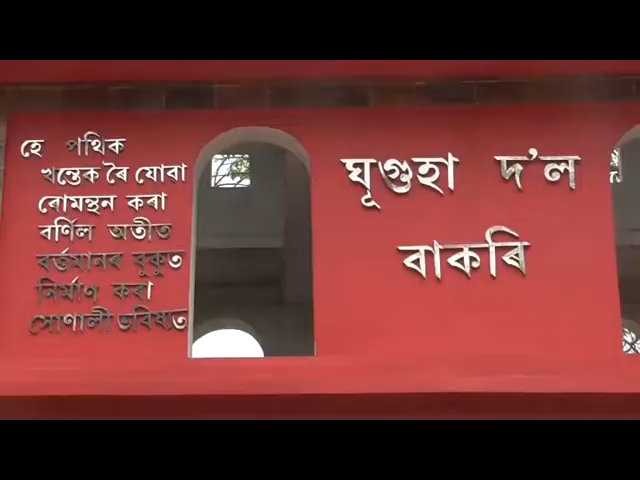 হে পথিক
খন্তেক ৰৈ যোৱা
ৰোমন্থন কৰা
বৰ্ণিল অতীত
বৰ্ত্তমানৰ বুকুত
নিৰ্মাণ কৰা
সোণালী ভৱিষ্যত
ঘূগুহা দ'ল
বাকৰি